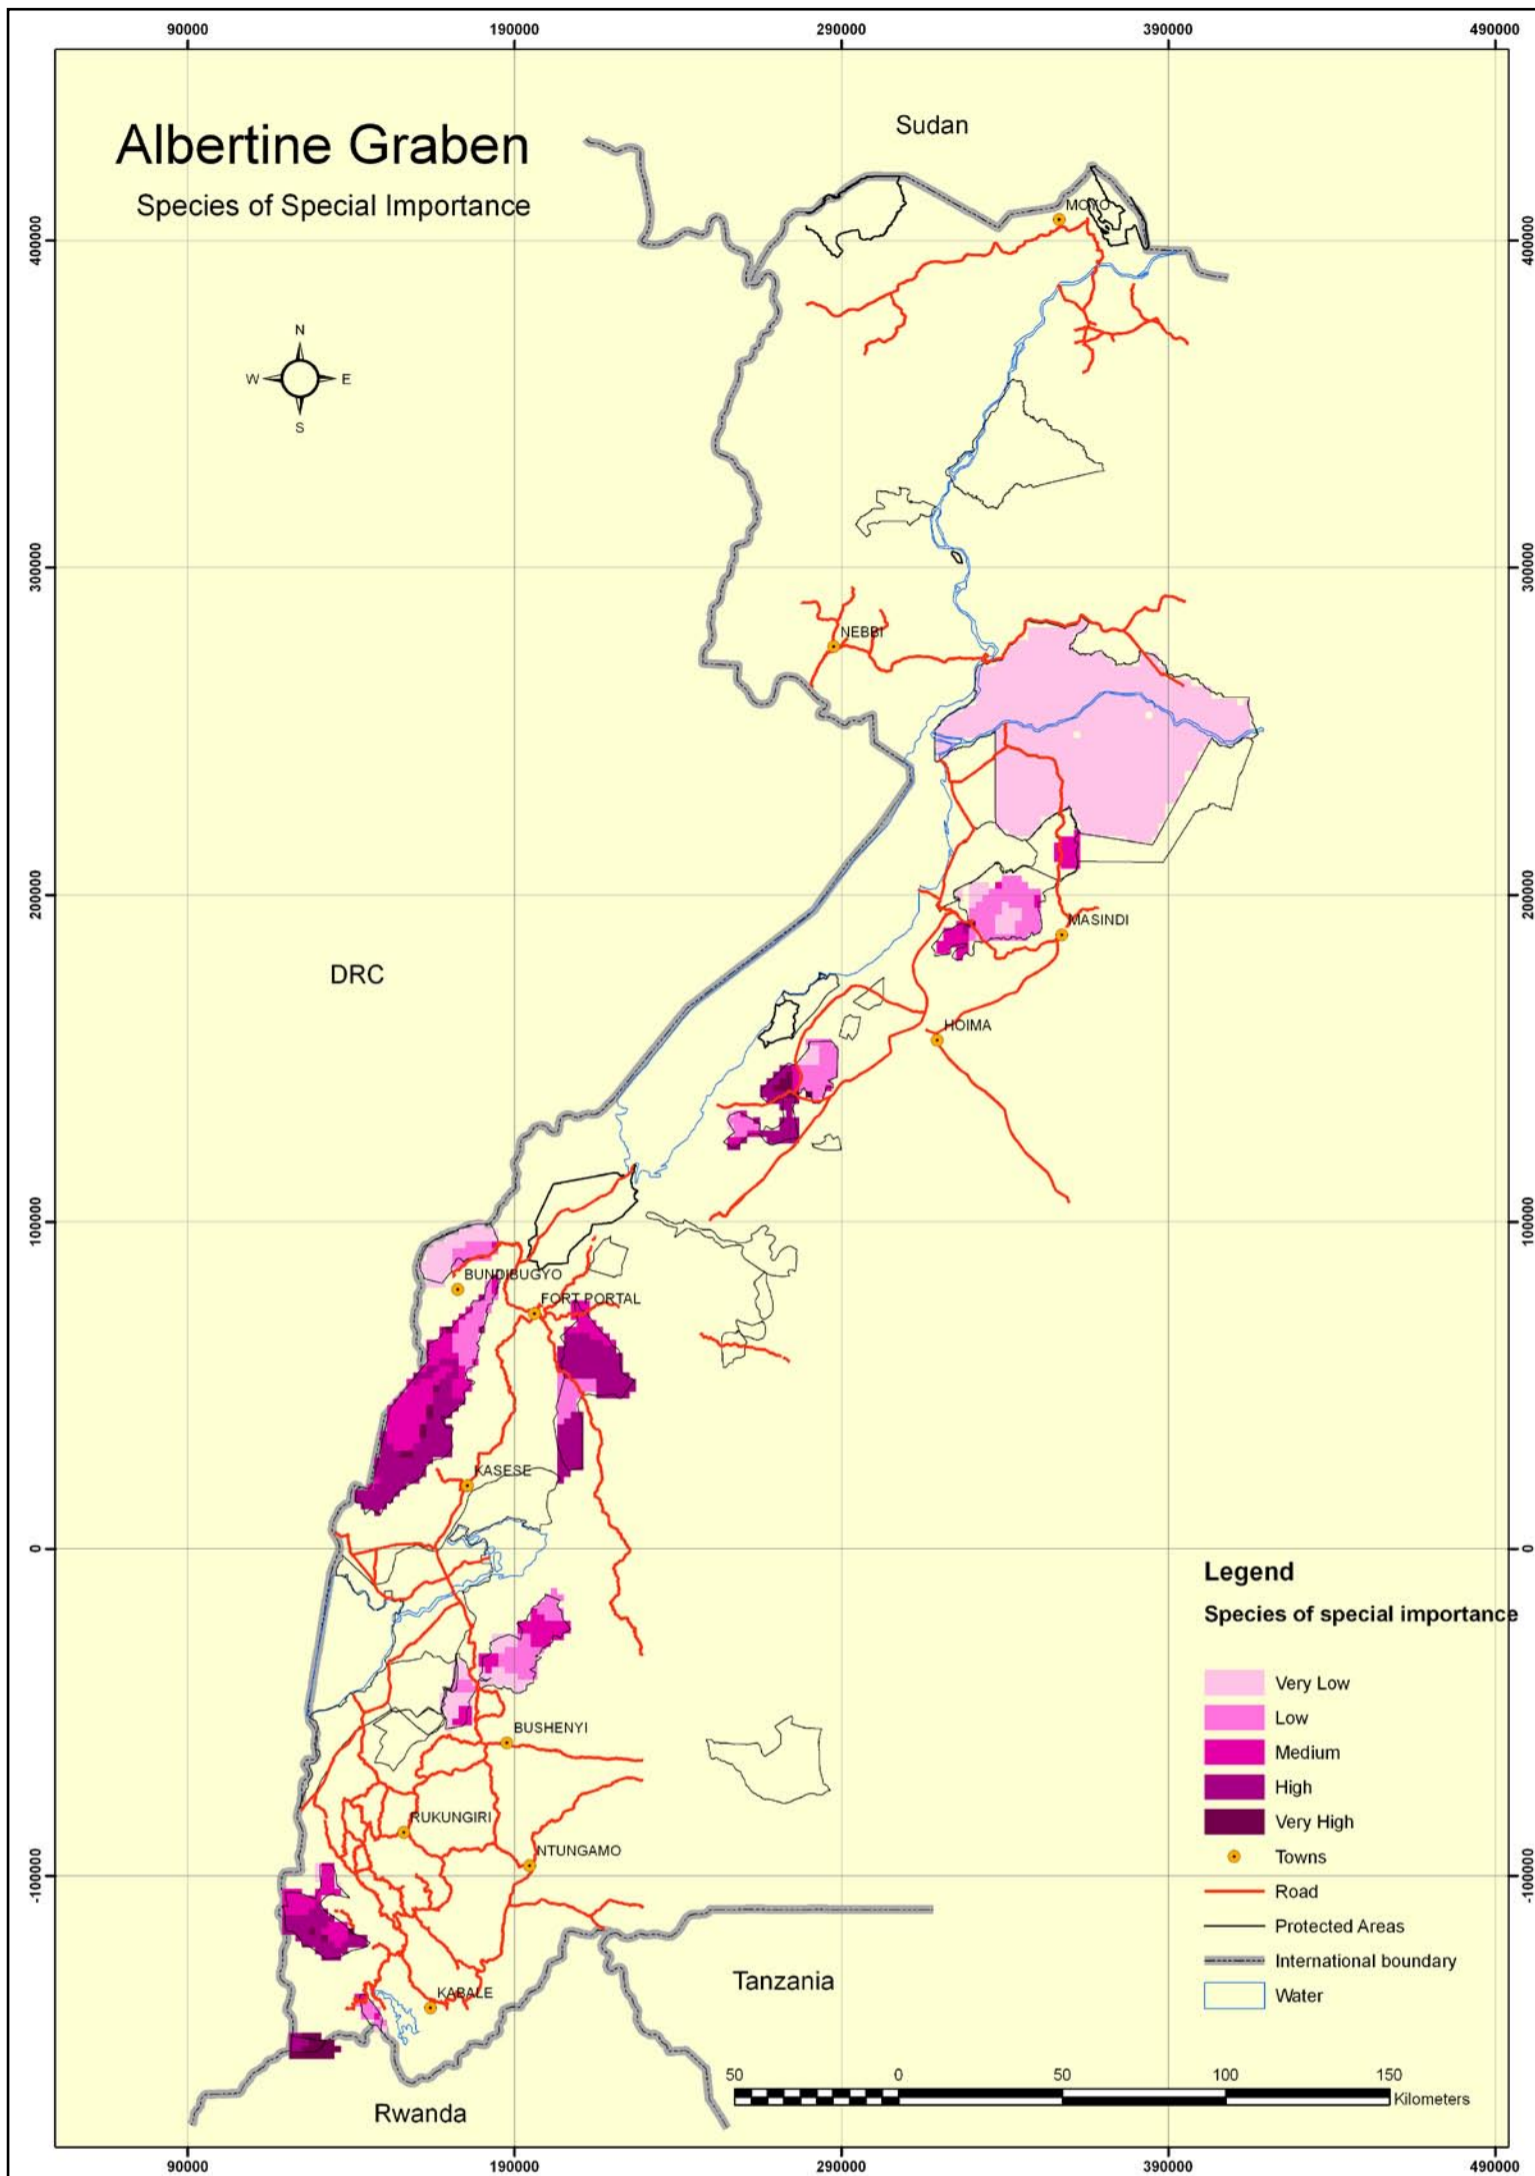 90000 190000 290000 390000 490000
Sudan
Albertine Graben
Species of Special Importance
MOYO
400000 400000
N
W E
S
300000 300000
NEBBI
200000 200000
MASINDI
DRC
HOIMA
100000 100000
BUNDIBUGYO
FORT PORTAL
KASESE
0 0
Legend
Species of special importance
Very Low
Low
Medium
High
Very High
Towns
Road
Protected Areas
International boundary
Water
BUSHENYI
RUKUNGIRI
NTUNGAMO
-100000 -100000
Tanzania
KABALE
50 0 50 100 150
Kilometers
Rwanda
90000 190000 290000 390000 490000